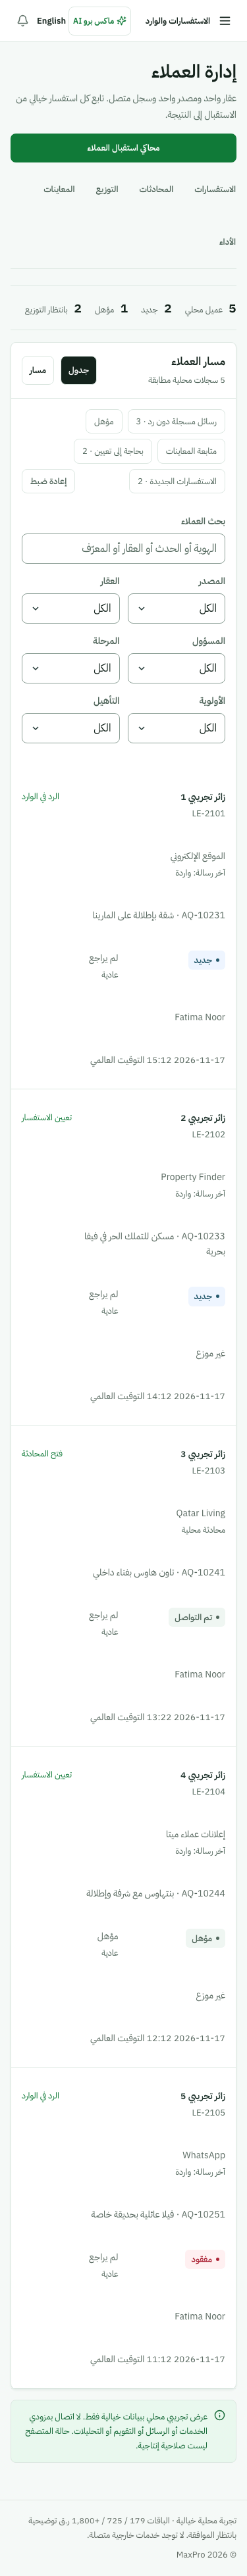 الاستفسارات والوارد
ماكس برو AI
English
إدارة العملاء
عقار واحد ومصدر واحد وسجل متصل. تابع كل استفسار خيالي من
الاستقبال إلى النتيجة.
محاكي استقبال العملاء
الاستفسارات
المحادثات
التوزيع
المعاينات
الأداء
5 عميل محلي
2 جديد
1 مؤهل
2 بانتظار التوزيع
مسار العملاء
5 سجلات محلية مطابقة
جدول
مسار
رسائل مسجلة دون رد · 3
مؤهل
متابعة المعاينات
بحاجة إلى تعيين · 2
الاستفسارات الجديدة · 2
إعادة ضبط
بحث العملاء
الهوية أو الحدث أو العقار أو المعرّف
المصدر
العقار
الكل
الكل
المسؤول
المرحلة
الكل
الكل
الأولوية
التأهيل
الكل
الكل
زائر تجريبي 1
الرد في الوارد
LE-2101
الموقع الإلكتروني
آخر رسالة: واردة
AQ-10231 · شقة بإطلالة على المارينا
• جديد
لم يراجع
عادية
Fatima Noor
2026-11-17 15:12 التوقيت العالمي
زائر تجريبي 2
تعيين الاستفسار
LE-2102
Property Finder
آخر رسالة: واردة
AQ-10233 · مسكن للتملك الحر في فيفا
بحرية
• جديد
لم يراجع
عادية
غير موزع
2026-11-17 14:12 التوقيت العالمي
زائر تجريبي 3
فتح المحادثة
LE-2103
Qatar Living
محادثة محلية
AQ-10241 · تاون هاوس بفناء داخلي
• تم التواصل
لم يراجع
عادية
Fatima Noor
2026-11-17 13:22 التوقيت العالمي
زائر تجريبي 4
تعيين الاستفسار
LE-2104
إعلانات عملاء ميتا
آخر رسالة: واردة
AQ-10244 · بنتهاوس مع شرفة وإطلالة
• مؤهل
مؤهل
عادية
غير موزع
2026-11-17 12:12 التوقيت العالمي
زائر تجريبي 5
الرد في الوارد
LE-2105
WhatsApp
آخر رسالة: واردة
AQ-10251 · فيلا عائلية بحديقة خاصة
• مفقود
لم يراجع
عادية
Fatima Noor
2026-11-17 11:12 التوقيت العالمي
عرض تجريبي محلي ببيانات خيالية فقط. لا اتصال بمزودي
الخدمات أو الرسائل أو التقويم أو التحليلات. حالة المتصفح
ليست صلاحية إنتاجية.
تجربة محلية خيالية · الباقات 179 / 725 / +1,800 ر.ق توضيحية
بانتظار الموافقة. لا توجد خدمات خارجية متصلة.
© 2026 MaxPro